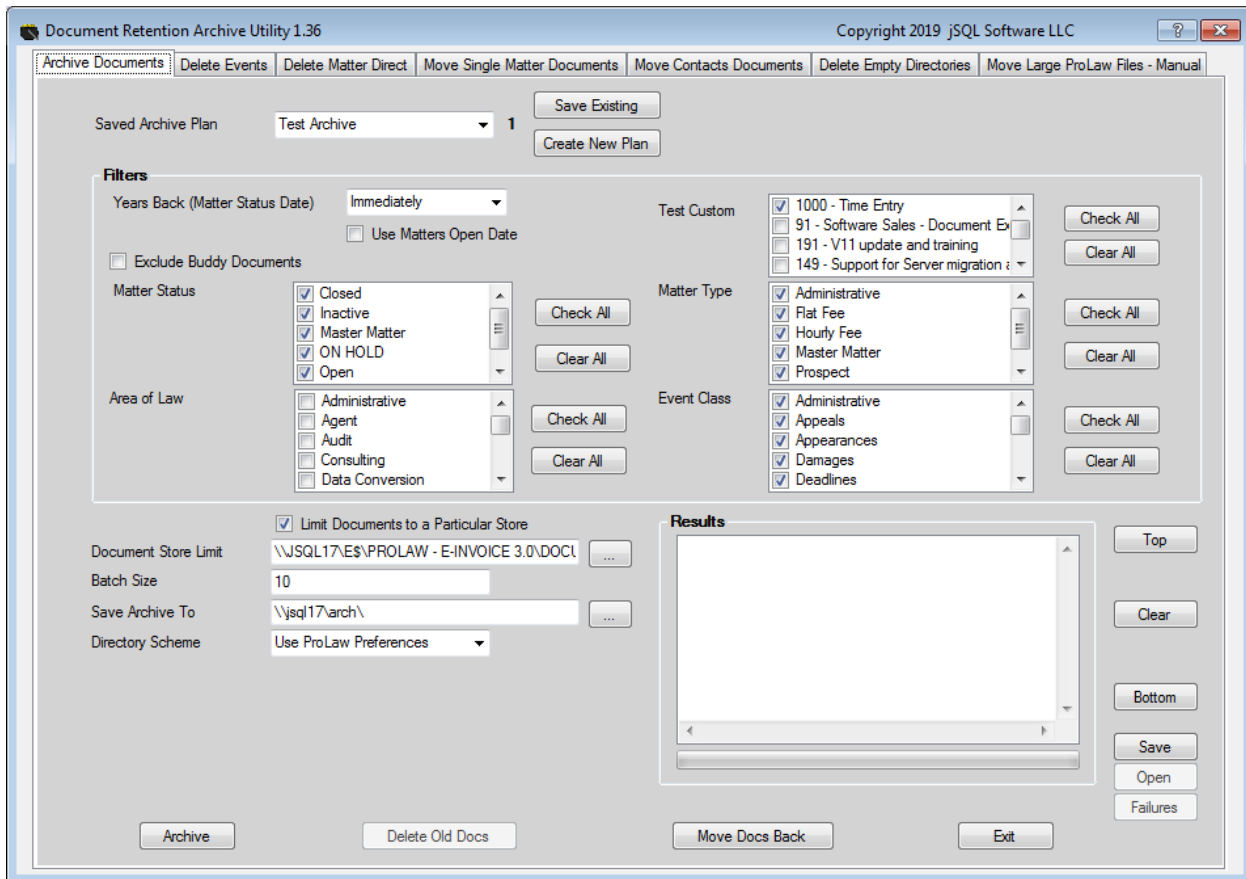 Document Retention Archive Utility 1.36 Copyright 2019 jSQL Software LLC
Archive Documents Delete Events Delete Matter Direct Move Single Matter Documents Move Contacts Documents Delete Empty Directories Move Large ProLaw Files - Manual
Saved Archive Plan Test Archive 1 Save Existing
Create New Plan
Filters
Years Back (Matter Status Date) Immediately
Use Matters Open Date
Exclude Buddy Documents
Test Custom
1000 - Time Entry
91 - Software Sales - Document Ex
191 - V11 update and training
149 - Support for Server migration a
Check All
Clear All
Matter Status
Closed
Inactive
Master Matter
ON HOLD
Open
Check All
Clear All
Matter Type
Administrative
Flat Fee
Hourly Fee
Master Matter
Prospect
Check All
Clear All
Area of Law
Administrative
Agent
Audit
Consulting
Data Conversion
Check All
Clear All
Event Class
Administrative
Appeals
Appearances
Damages
Deadlines
Check All
Clear All
Limit Documents to a Particular Store
Document Store Limit \\JSQL17\E$\PROLAW - E-INVOICE 3.0\DOCU ...
Batch Size 10
Save Archive To \\jsql17\arch\ ...
Directory Scheme Use ProLaw Preferences
Results
Top
Clear
Bottom
Save
Open
Failures
Archive Delete Old Docs Move Docs Back Exit